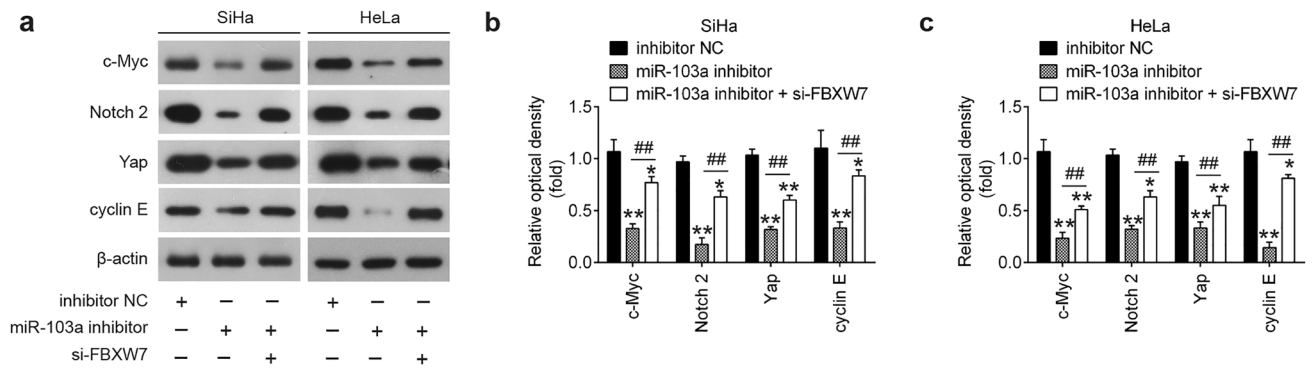 a
SiHa
HeLa
c-Myc
Notch 2
Yap
cyclin E
β-actin
inhibitor NC + – – + – –
miR-103a inhibitor – + + – + +
si-FBXW7 – – + – – +
b
SiHa
inhibitor NC
miR-103a inhibitor
miR-103a inhibitor + si-FBXW7
Relative optical density
(fold)
1.5
1.0
0.5
0.0
## ## ## ##
* * ** *
** ** ** **
c-Myc
Notch 2
Yap
cyclin E
c
HeLa
inhibitor NC
miR-103a inhibitor
miR-103a inhibitor + si-FBXW7
Relative optical density
(fold)
1.5
1.0
0.5
0.0
## ## ## ##
** * ** *
** ** ** **
c-Myc
Notch 2
Yap
cyclin E